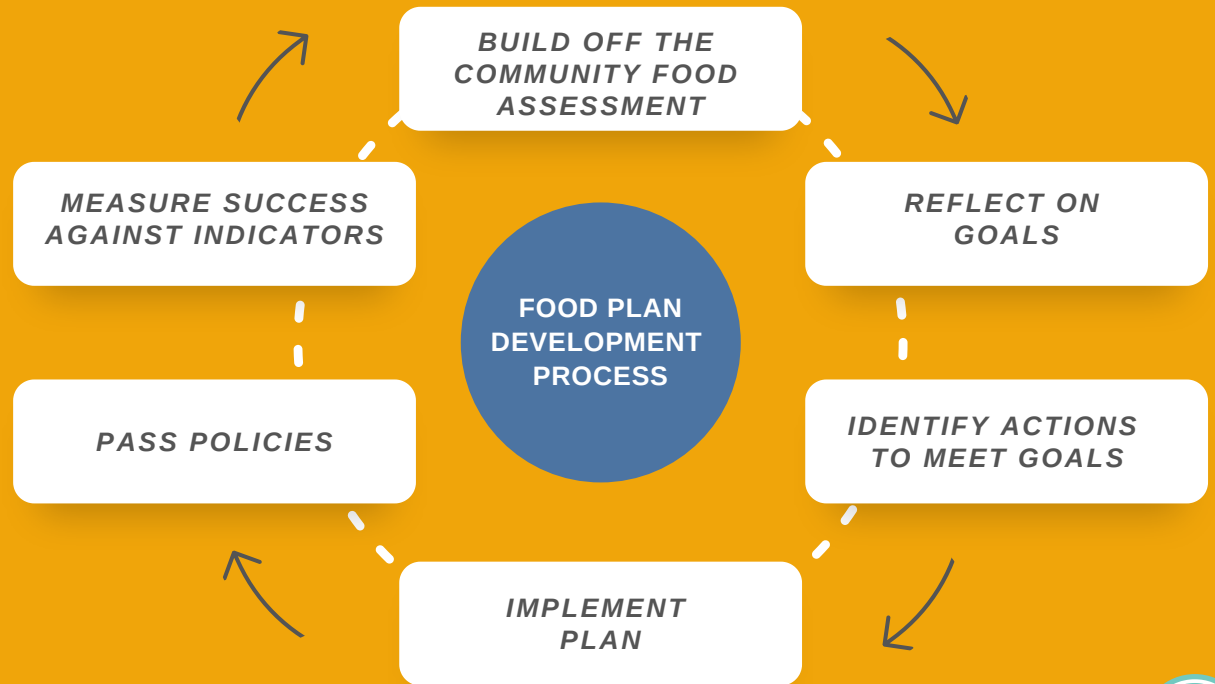 BUILD OFF THE
COMMUNITY FOOD
ASSESSMENT
REFLECT ON
GOALS
IDENTIFY ACTIONS
TO MEET GOALS
IMPLEMENT
PLAN
PASS POLICIES
MEASURE SUCCESS
AGAINST INDICATORS
FOOD PLAN
DEVELOPMENT
PROCESS